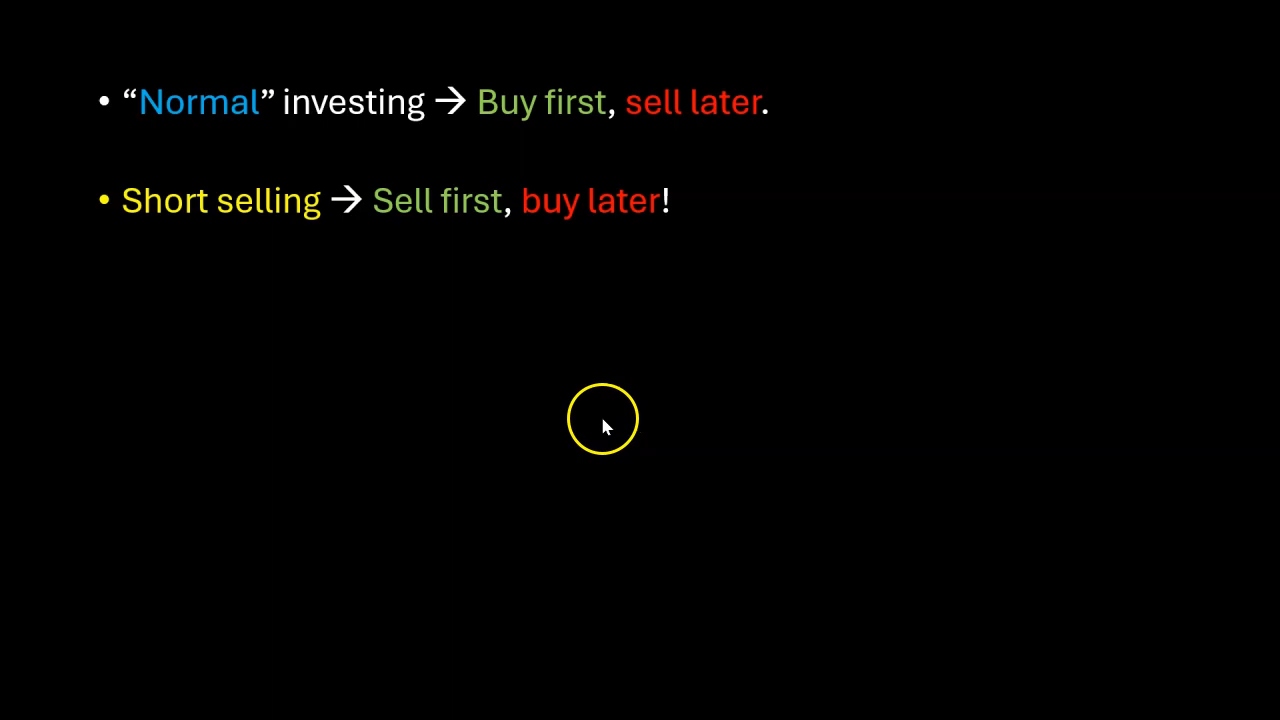 • “Normal” investing → Buy first, sell later.
• Short selling → Sell first, buy later!